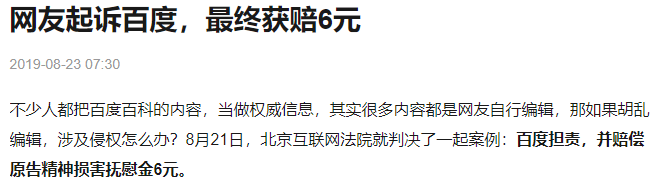 网友起诉百度，最终获赔6元
2019-08-23 07:30
不少人都把百度百科的内容，当做权威信息，其实很多内容都是网友自行编辑，那如果胡乱
编辑，涉及侵权怎么办？8月21日，北京互联网法院就判决了一起案例：百度担责，并赔偿
原告精神损害抚慰金6元。